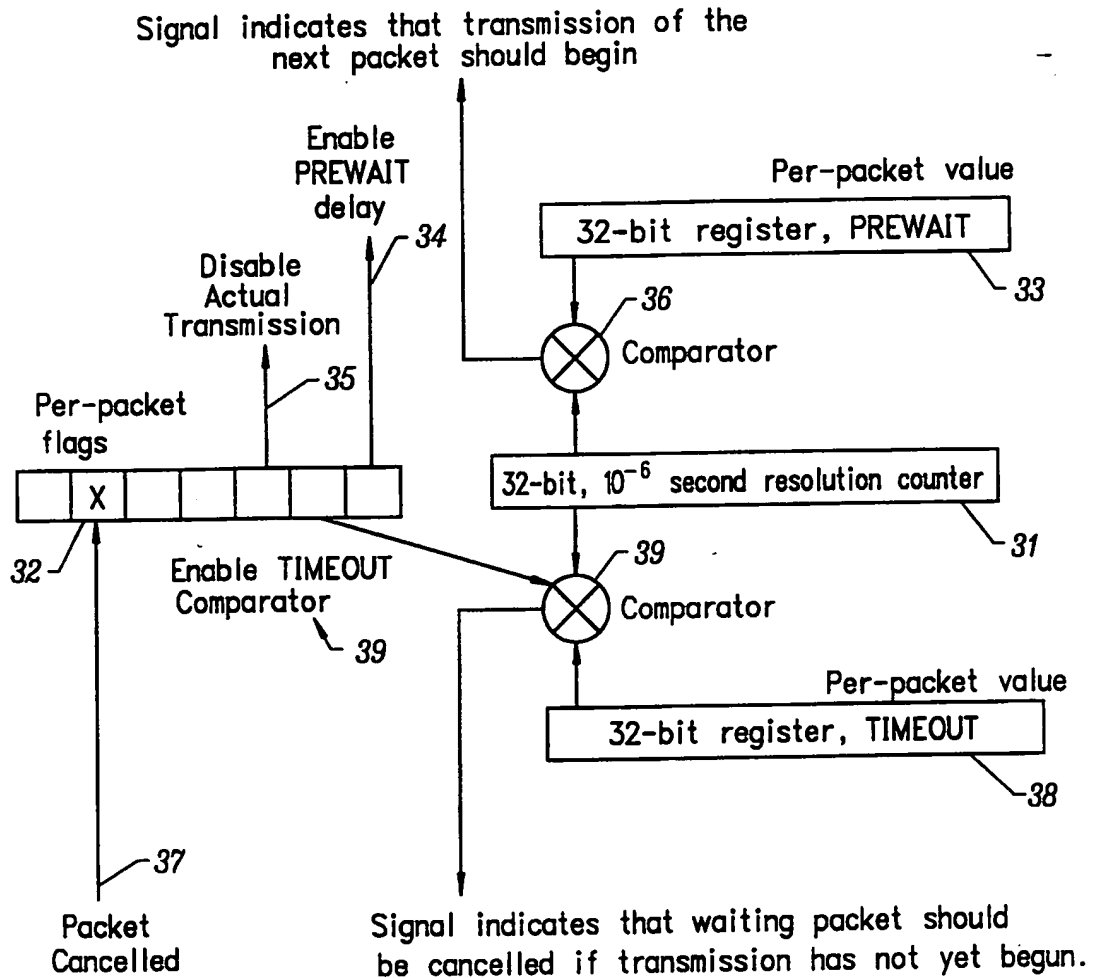 Signal indicates that transmission of the
next packet should begin
Enable
PREWAIT
delay
34
Per-packet value
32-bit register, PREWAIT
33
Disable
Actual
Transmission
35
36
Comparator
Per-packet
flags
X
32
32-bit, 10⁻⁶ second resolution counter
31
Enable TIMEOUT
Comparator
39
39
Comparator
Per-packet value
32-bit register, TIMEOUT
38
37
Packet
Cancelled
Signal indicates that waiting packet should
be cancelled if transmission has not yet begun.